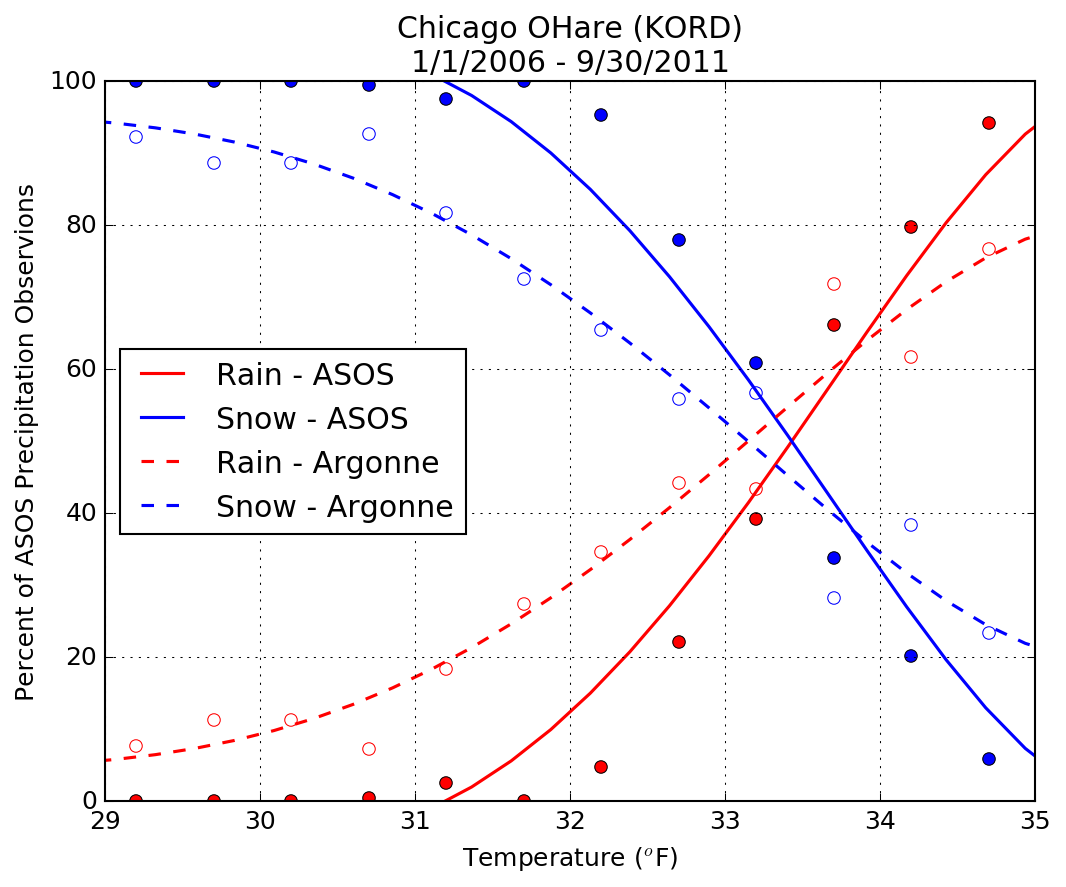 Chicago OHare (KORD)
1/1/2006 - 9/30/2011
Percent of ASOS Precipitation Observions
100
80
60
40
20
0
Rain - ASOS
Snow - ASOS
Rain - Argonne
Snow - Argonne
29 30 31 32 33 34 35
Temperature (°F)